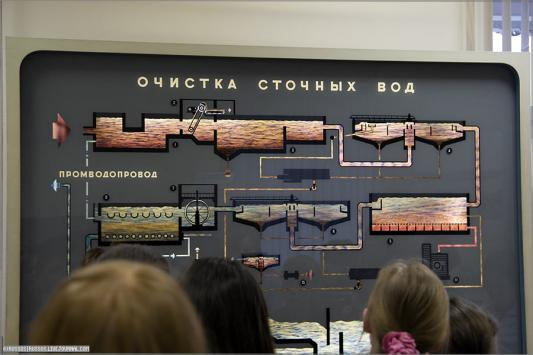 ОЧИСТКА СТОЧНЫХ ВОД
ПРОМВОДОПРОВОД